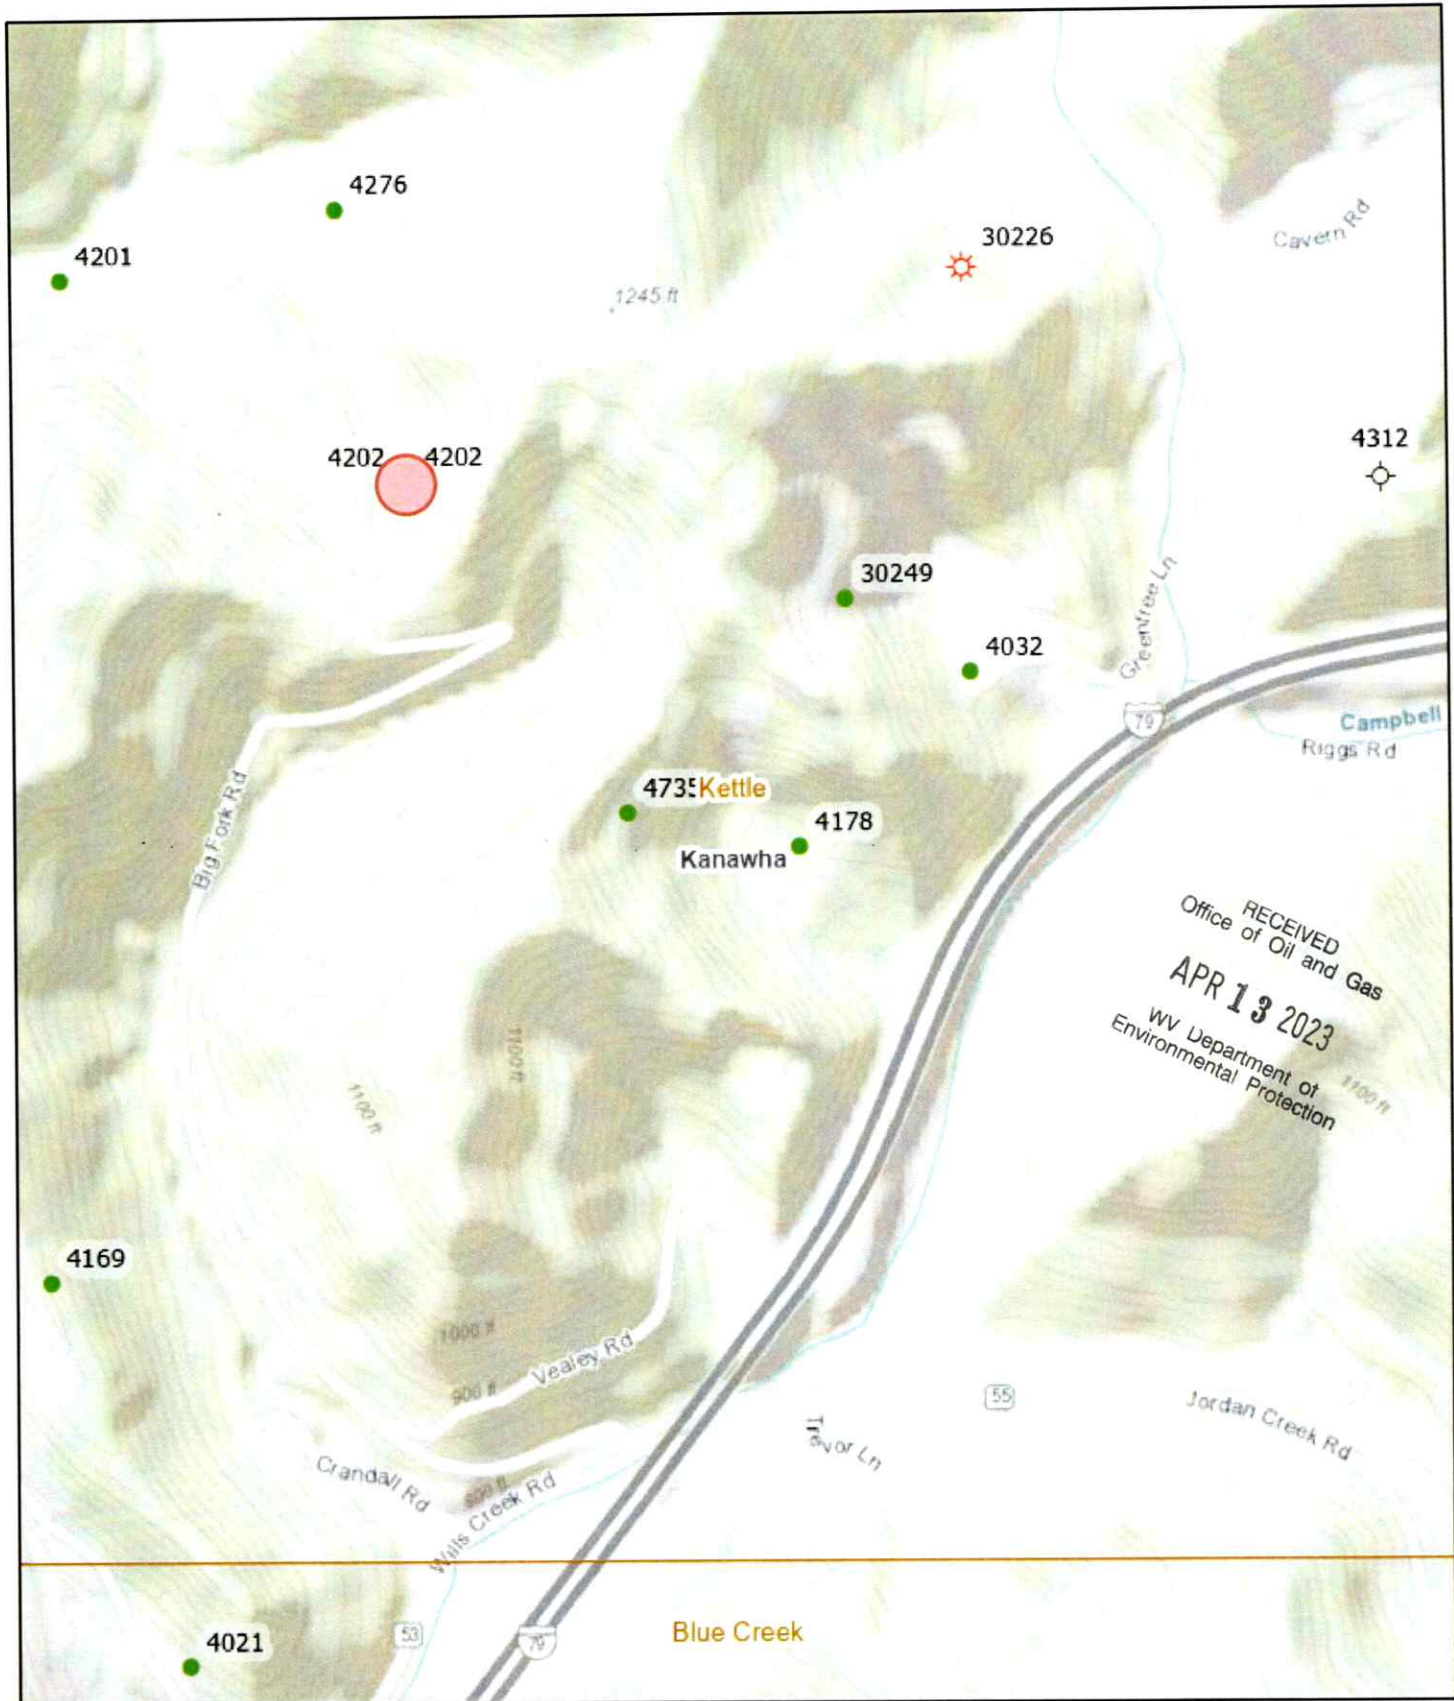 4276
4201
30226
Cavern Rd
1245 ft
4312
4202
4202
30249
4032
Greentree Ln
79
Campbell
Riggs Rd
Big Fork Rd
4735
Kettle
4178
Kanawha
RECEIVED
Office of Oil and Gas
APR 13 2023
WV Department of
Environmental Protection
1100 ft
1100 ft
1100 ft
4169
1000 ft
Vealey Rd
900 ft
55
Jordan Creek Rd
Trevor Ln
Crandall Rd
800 ft
Wills Creek Rd
Blue Creek
4021
53
79